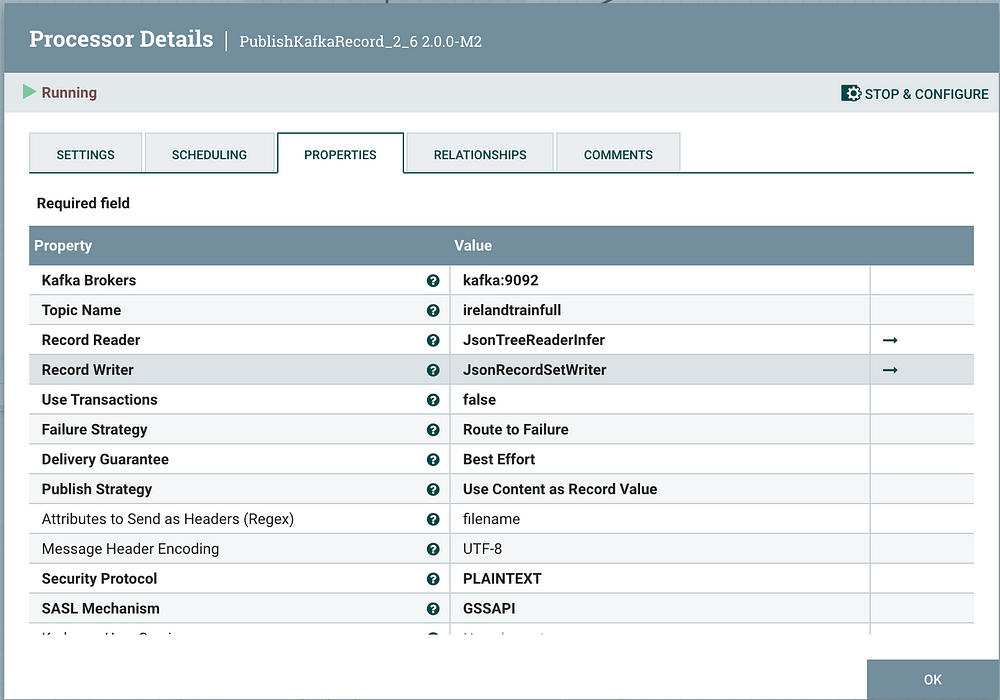 Processor Details | PublishKafkaRecord_2_6 2.0.0-M2
Running STOP & CONFIGURE
SETTINGS SCHEDULING PROPERTIES RELATIONSHIPS COMMENTS
Required field
Property Value
Kafka Brokers ? kafka:9092
Topic Name ? irelandtrainfull
Record Reader ? JsonTreeReaderInfer →
Record Writer ? JsonRecordSetWriter →
Use Transactions ? false
Failure Strategy ? Route to Failure
Delivery Guarantee ? Best Effort
Publish Strategy ? Use Content as Record Value
Attributes to Send as Headers (Regex) ? filename
Message Header Encoding ? UTF-8
Security Protocol ? PLAINTEXT
SASL Mechanism ? GSSAPI
OK